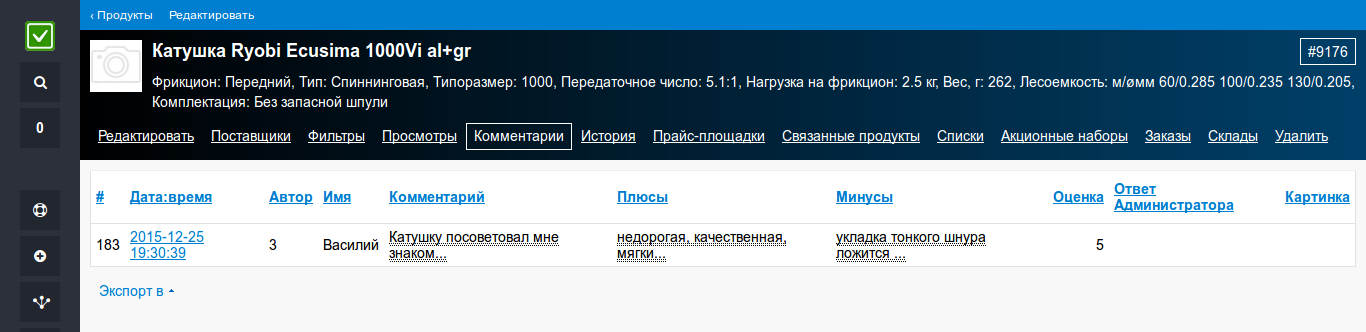 ‹ Продукты Редактировать
Катушка Ryobi Ecusima 1000Vi al+gr
#9176
Фрикцион: Передний, Тип: Спиннинговая, Типоразмер: 1000, Передаточное число: 5.1:1, Нагрузка на фрикцион: 2.5 кг, Вес, г: 262, Лесоемкость: м/øмм 60/0.285 100/0.235 130/0.205,
Комплектация: Без запасной шпули
0
Редактировать Поставщики Фильтры Просмотры Комментарии История Прайс-площадки Связанные продукты Списки Акционные наборы Заказы Склады Удалить
# Дата:время Автор Имя Комментарий Плюсы Минусы Оценка Ответ Администратора Картинка
183 2015-12-25 19:30:39 3 Василий Катушку посоветовал мне знаком... недорогая, качественная, мягки... укладка тонкого шнура ложится ... 5
Экспорт в